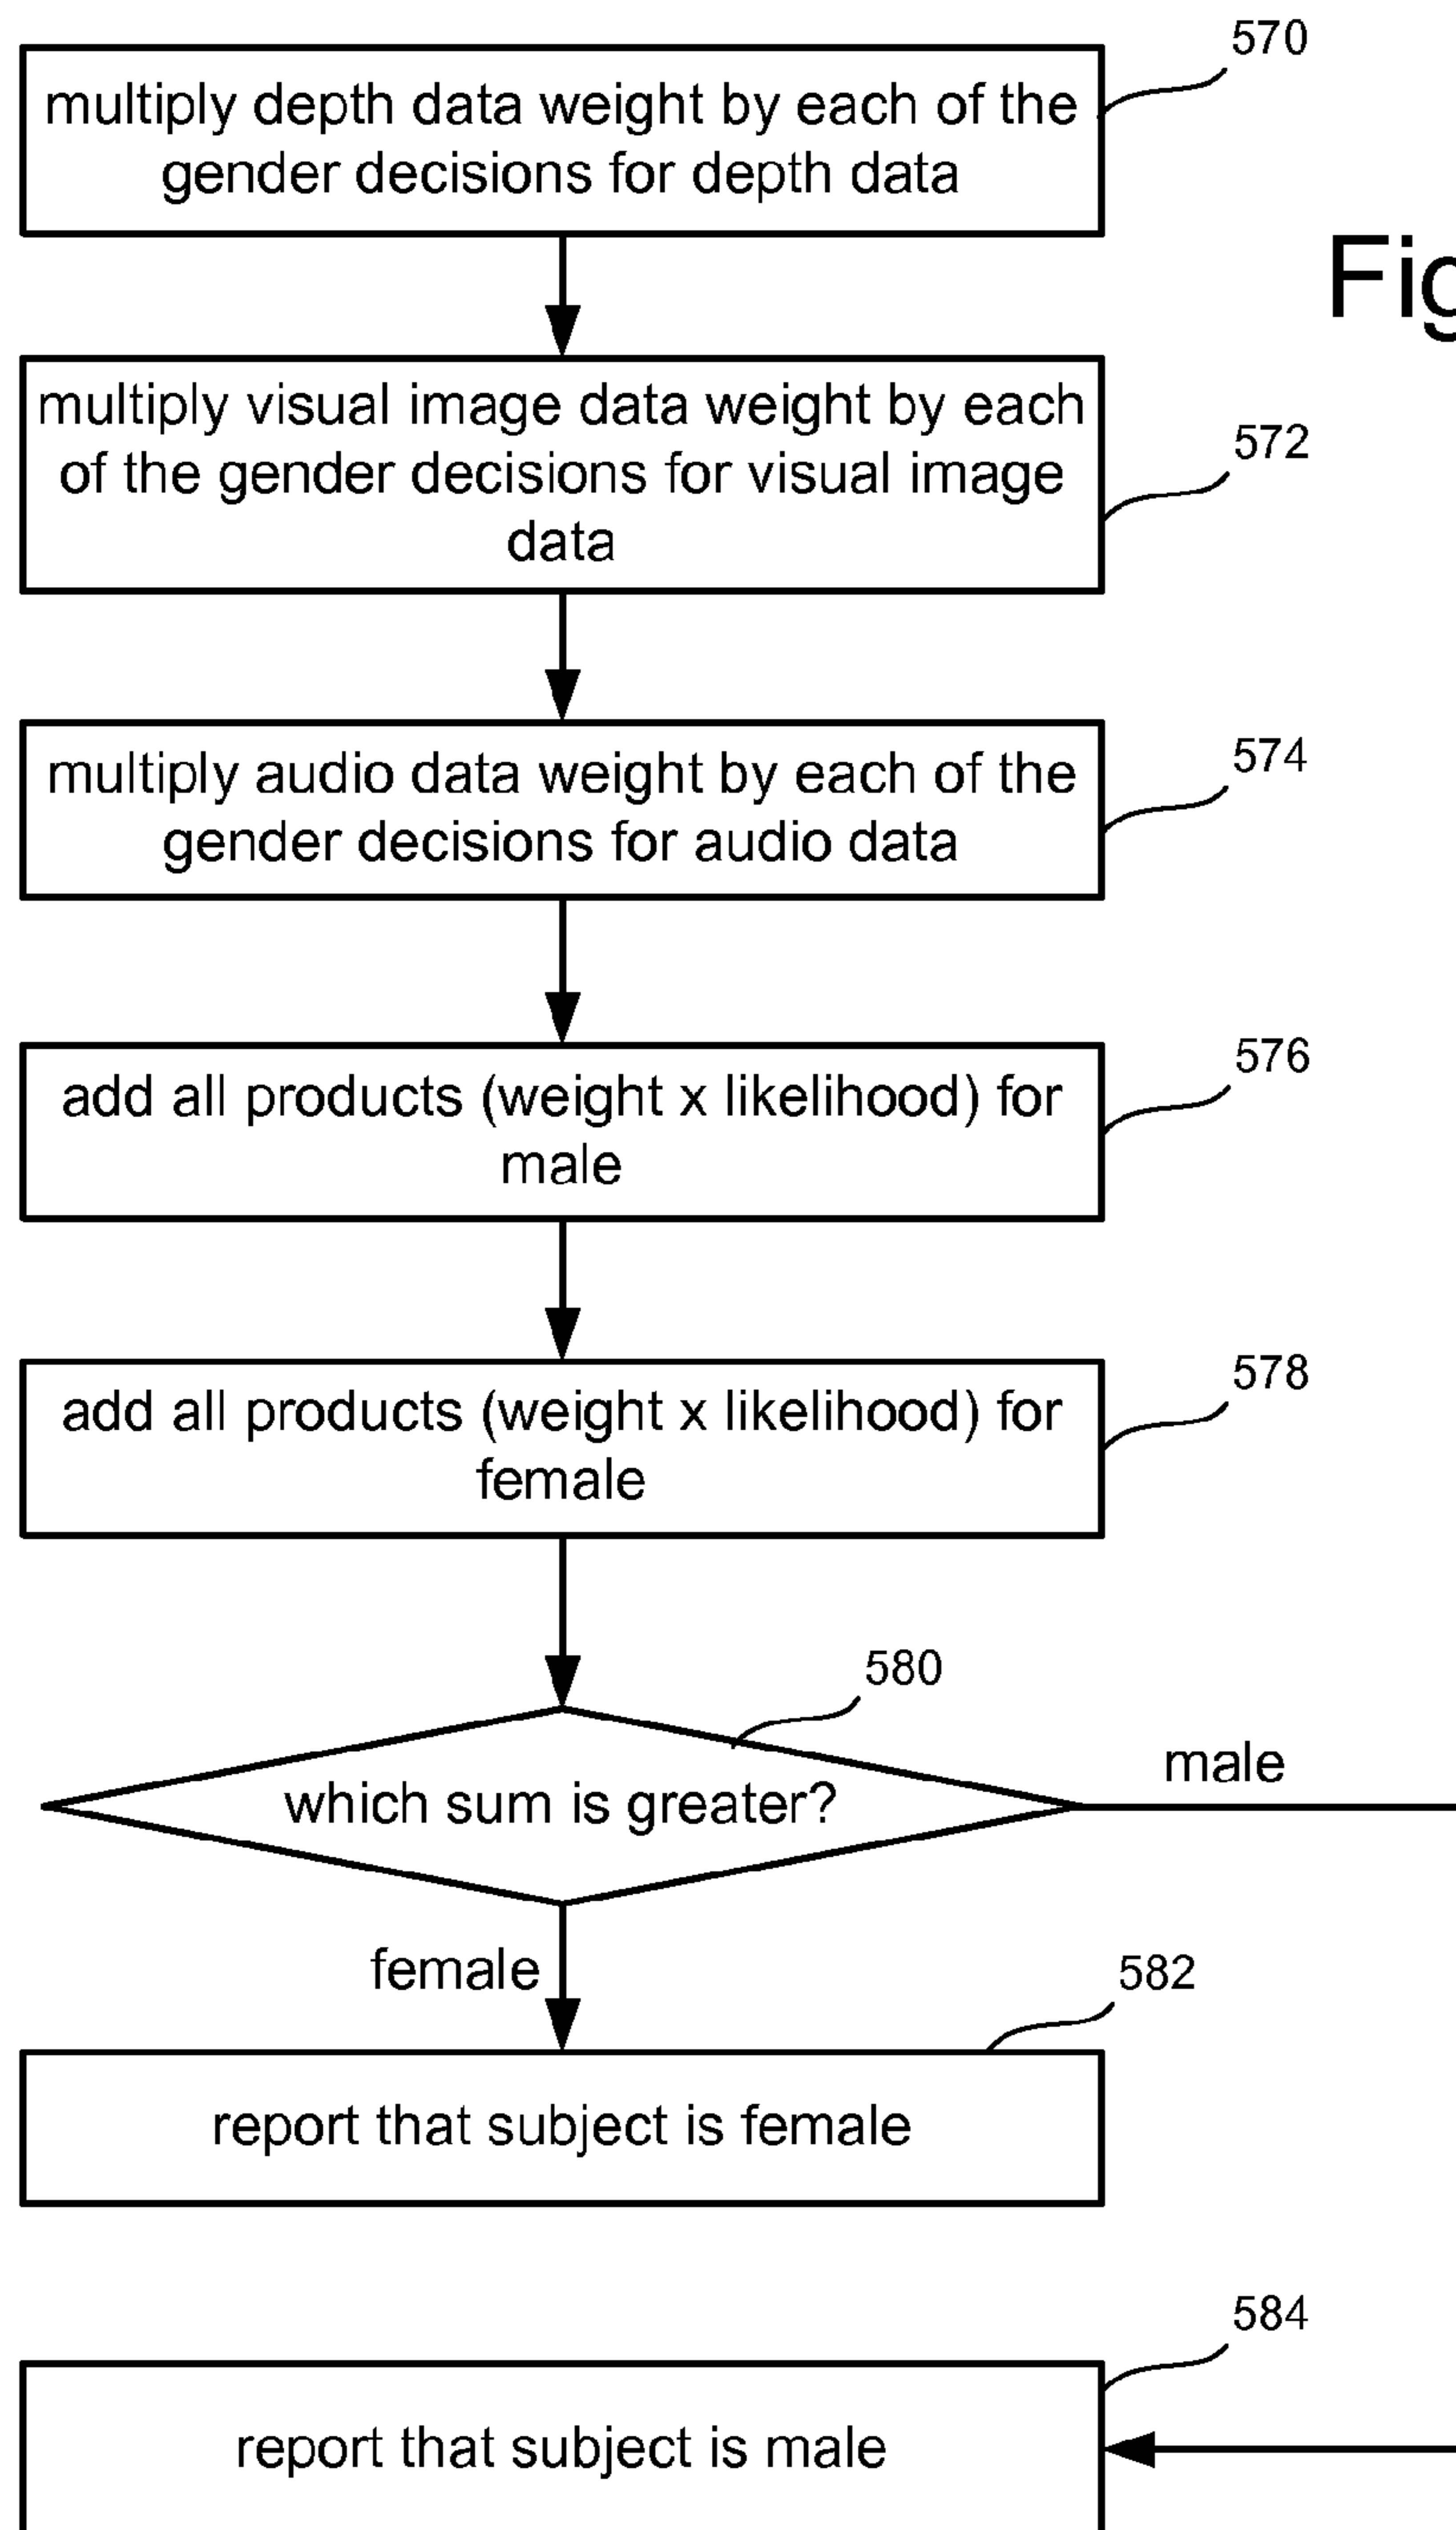 570
multiply depth data weight by each of the
gender decisions for depth data
Fig
multiply visual image data weight by each
of the gender decisions for visual image
data
572
multiply audio data weight by each of the
gender decisions for audio data
574
add all products (weight x likelihood) for
male
576
add all products (weight x likelihood) for
female
578
580
which sum is greater?
male
female
582
report that subject is female
584
report that subject is male